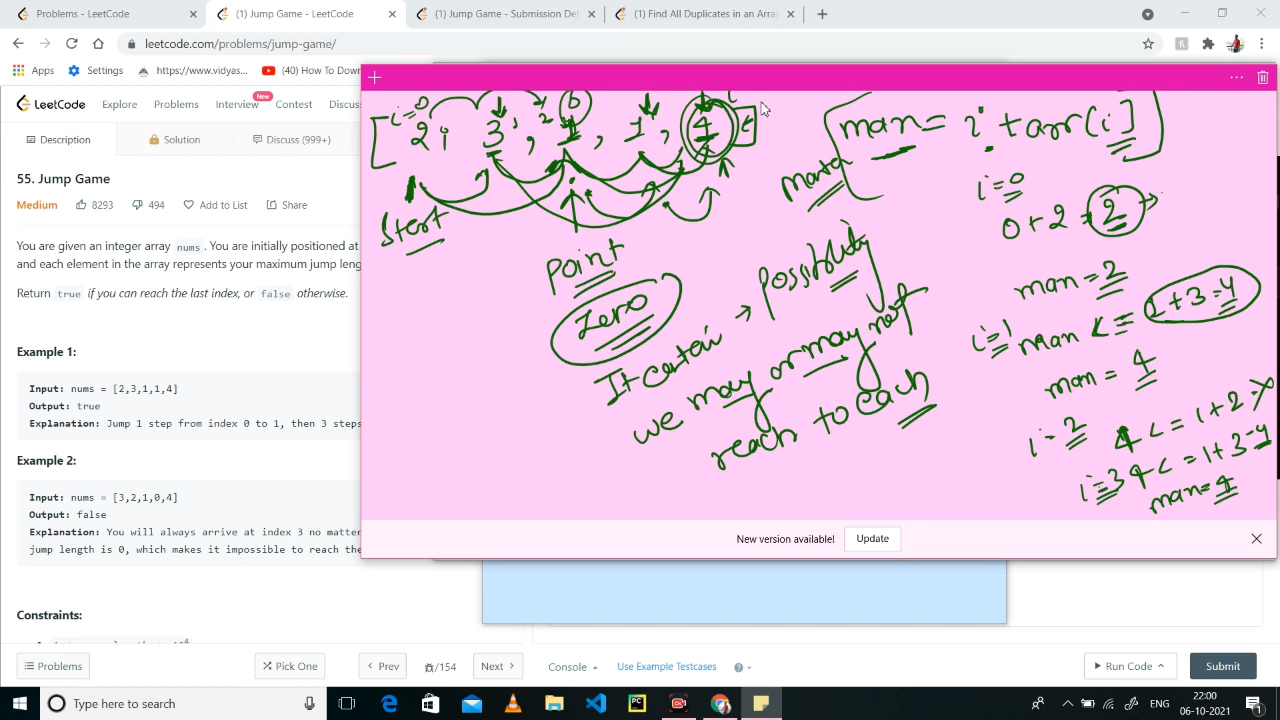 Problems - LeetCode
(1) Jump Game - LeetCode
(1) Jump Game - Submission Det
(1) Find All Duplicates in an Array
leetcode.com/problems/jump-game/
Apps
Settings
https://www.vidyas...
(40) How To Down
LeetCode
Explore
Problems
Interview
New
Contest
Discuss
Description
Solution
Discuss (999+)
55. Jump Game
Medium
8293
494
Add to List
Share
You are given an integer array nums. You are initially positioned at
and each element in the array represents your maximum jump leng
Return true if you can reach the last index, or false otherwise.
Example 1:
Input: nums = [2,3,1,1,4]
Output: true
Explanation: Jump 1 step from index 0 to 1, then 3 steps
Example 2:
Input: nums = [3,2,1,0,4]
Output: false
Explanation: You will always arrive at index 3 no matter
jump length is 0, which makes it impossible to reach the
Constraints:
i=0
[2, 3, 1, 1, 4]
Start
Point
Zero
It certain → possibility
we may or may not
reach to each
man = i + arr[i]
i=0
0 + 2 = 2
man = 2
i=1 man <= 1+3=4
man = 4
i=2 4 <= 1+2
i=3 4 <= 1+3=4
man=4
New version available!
Update
Problems
Pick One
Prev
/154
Next
Console
Use Example Testcases
Run Code
Submit
Type here to search
ENG
22:00
06-10-2021